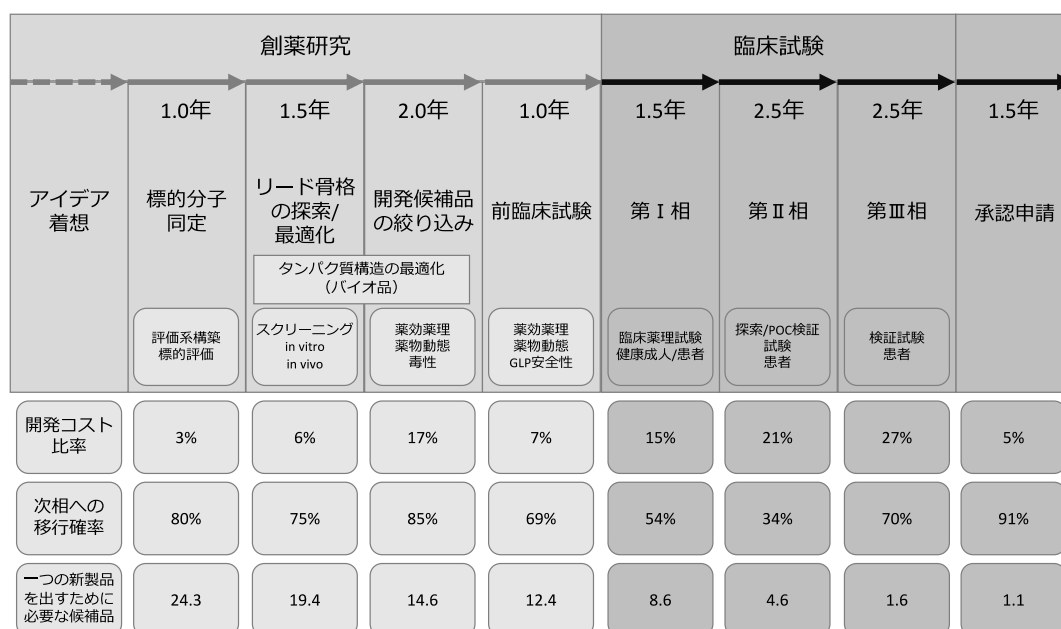 創薬研究
臨床試験
1.0年
1.5年
2.0年
1.0年
1.5年
2.5年
2.5年
1.5年
アイデア
着想
標的分子
同定
リード骨格
の探索/
最適化
開発候補品
の絞り込み
前臨床試験
第Ⅰ相
第Ⅱ相
第Ⅲ相
承認申請
タンパク質構造の最適化
(バイオ品)
評価系構築
標的評価
スクリーニング
in vitro
in vivo
薬効薬理
薬物動態
毒性
薬効薬理
薬物動態
GLP安全性
臨床薬理試験
健康成人/患者
探索/POC検証
試験
患者
検証試験
患者
開発コスト
比率
3%
6%
17%
7%
15%
21%
27%
5%
次相への
移行確率
80%
75%
85%
69%
54%
34%
70%
91%
一つの新製品
を出すために
必要な候補品
24.3
19.4
14.6
12.4
8.6
4.6
1.6
1.1